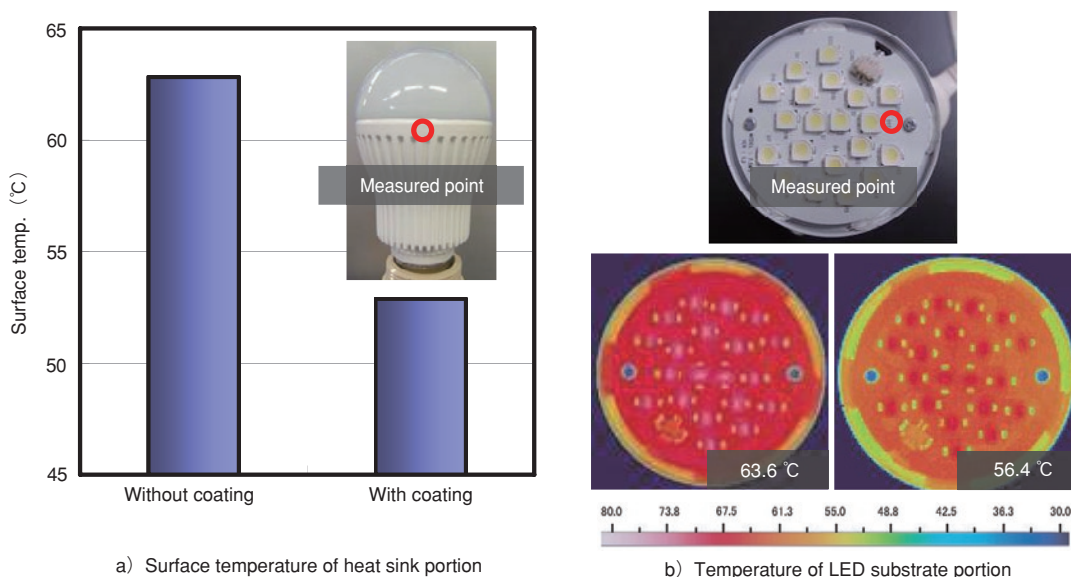 65
60
55
50
45
Surface temp. (℃)
Measured point
Without coating
With coating
a) Surface temperature of heat sink portion
Measured point
63.6 ℃
56.4 ℃
80.0 73.8 67.5 61.3 55.0 48.8 42.5 36.3 30.0
b) Temperature of LED substrate portion